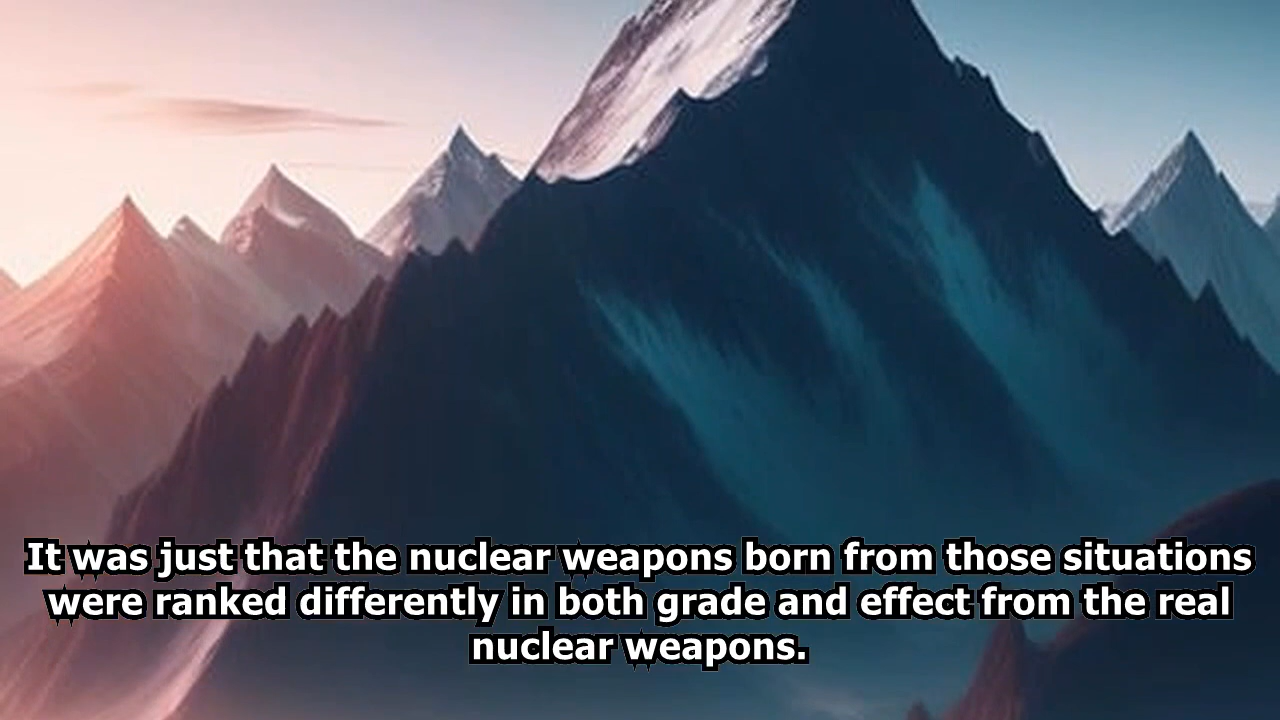 It was just that the nuclear weapons born from those situations
were ranked differently in both grade and effect from the real
nuclear weapons.